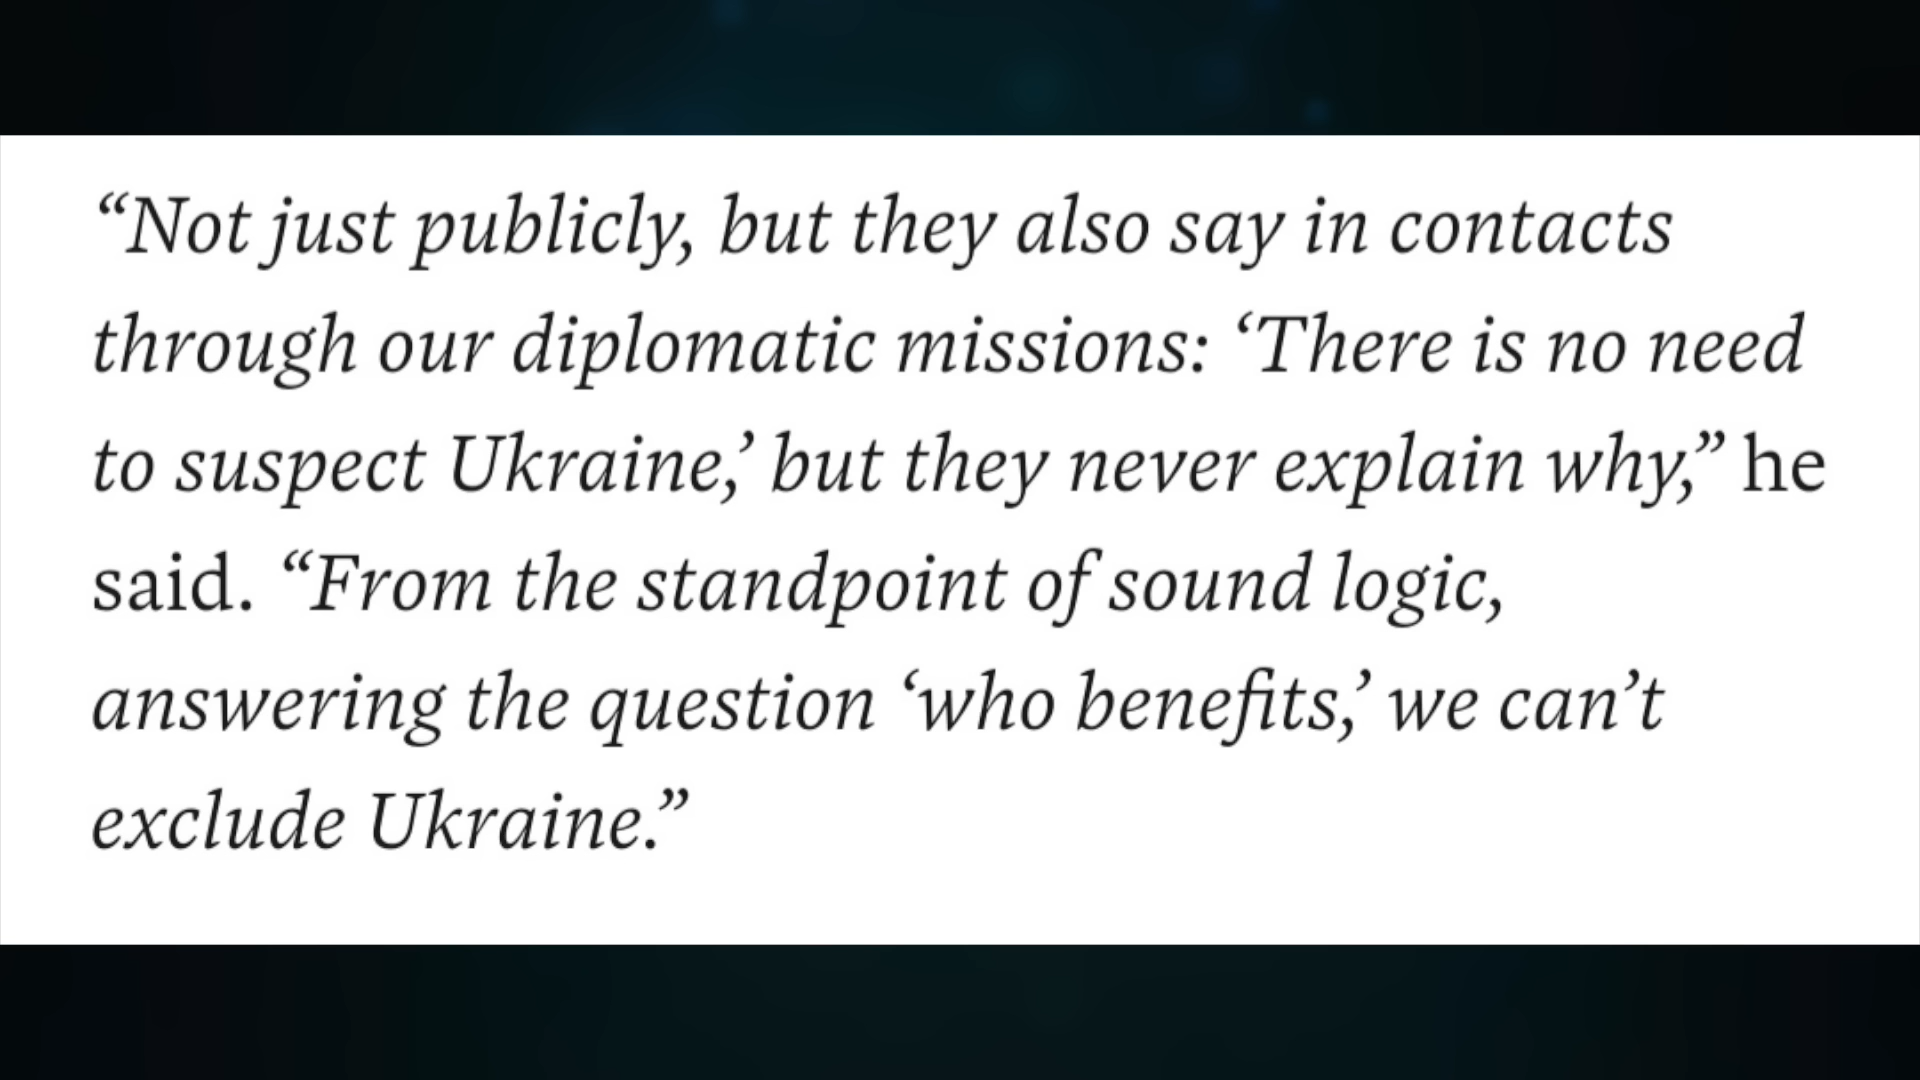 “Not just publicly, but they also say in contacts
through our diplomatic missions: ‘There is no need
to suspect Ukraine,’ but they never explain why,” he
said. “From the standpoint of sound logic,
answering the question ‘who benefits,’ we can’t
exclude Ukraine.”